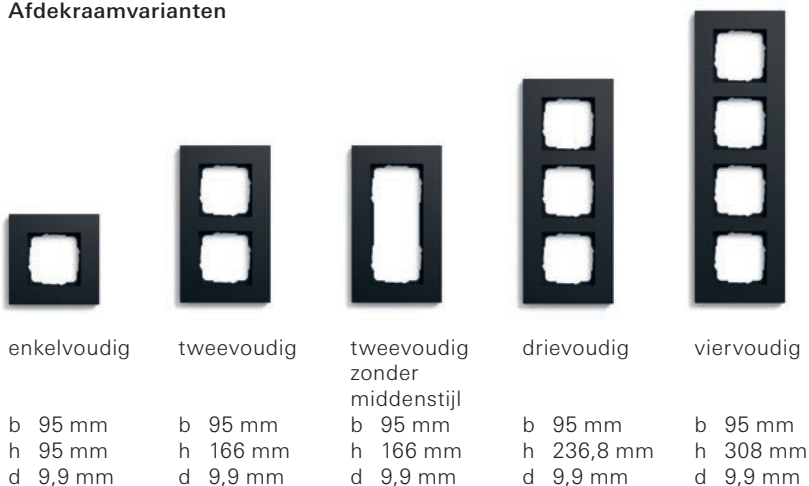 Afdekraamvarianten
enkelvoudig
b 95 mm
h 95 mm
d 9,9 mm
tweevoudig
b 95 mm
h 166 mm
d 9,9 mm
tweevoudig
zonder
middenstijl
b 95 mm
h 166 mm
d 9,9 mm
drievoudig
b 95 mm
h 236,8 mm
d 9,9 mm
viervoudig
b 95 mm
h 308 mm
d 9,9 mm